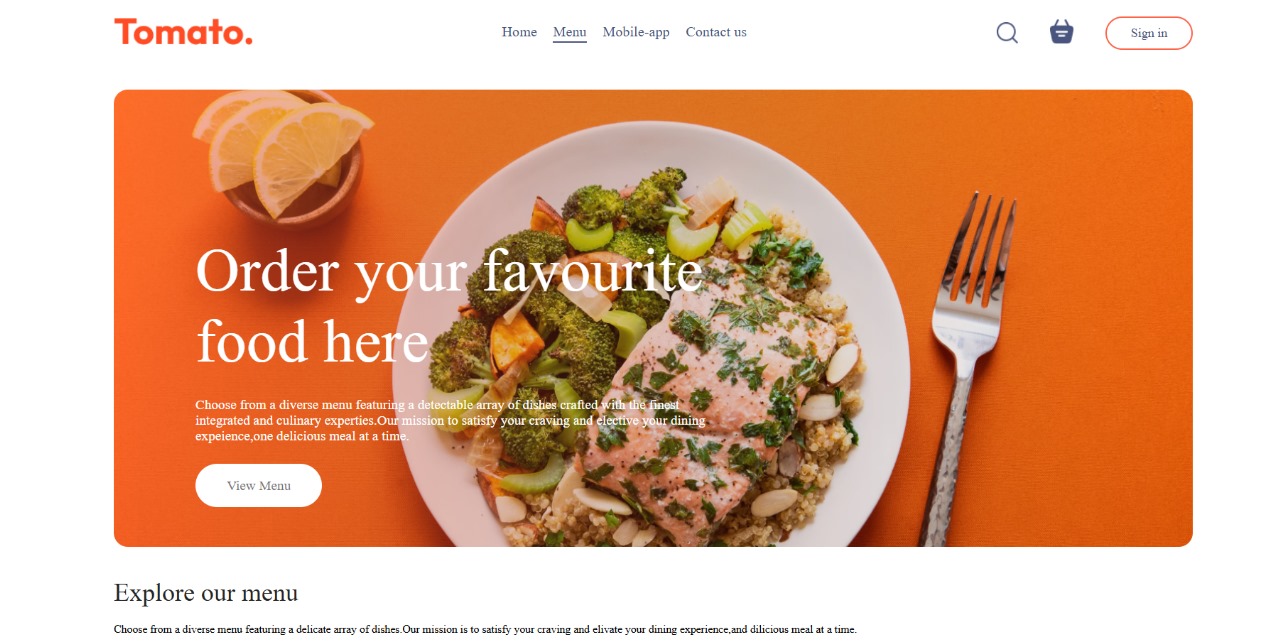 Tomato.
Home Menu Mobile-app Contact us
Sign in
Order your favourite
food here
Choose from a diverse menu featuring a detectable array of dishes crafted with the finest
integrated and culinary experties.Our mission to satisfy your craving and elective your dining
expeience,one delicious meal at a time.
View Menu
Explore our menu
Choose from a diverse menu featuring a delicate array of dishes.Our mission is to satisfy your craving and elivate your dining experience,and dilicious meal at a time.